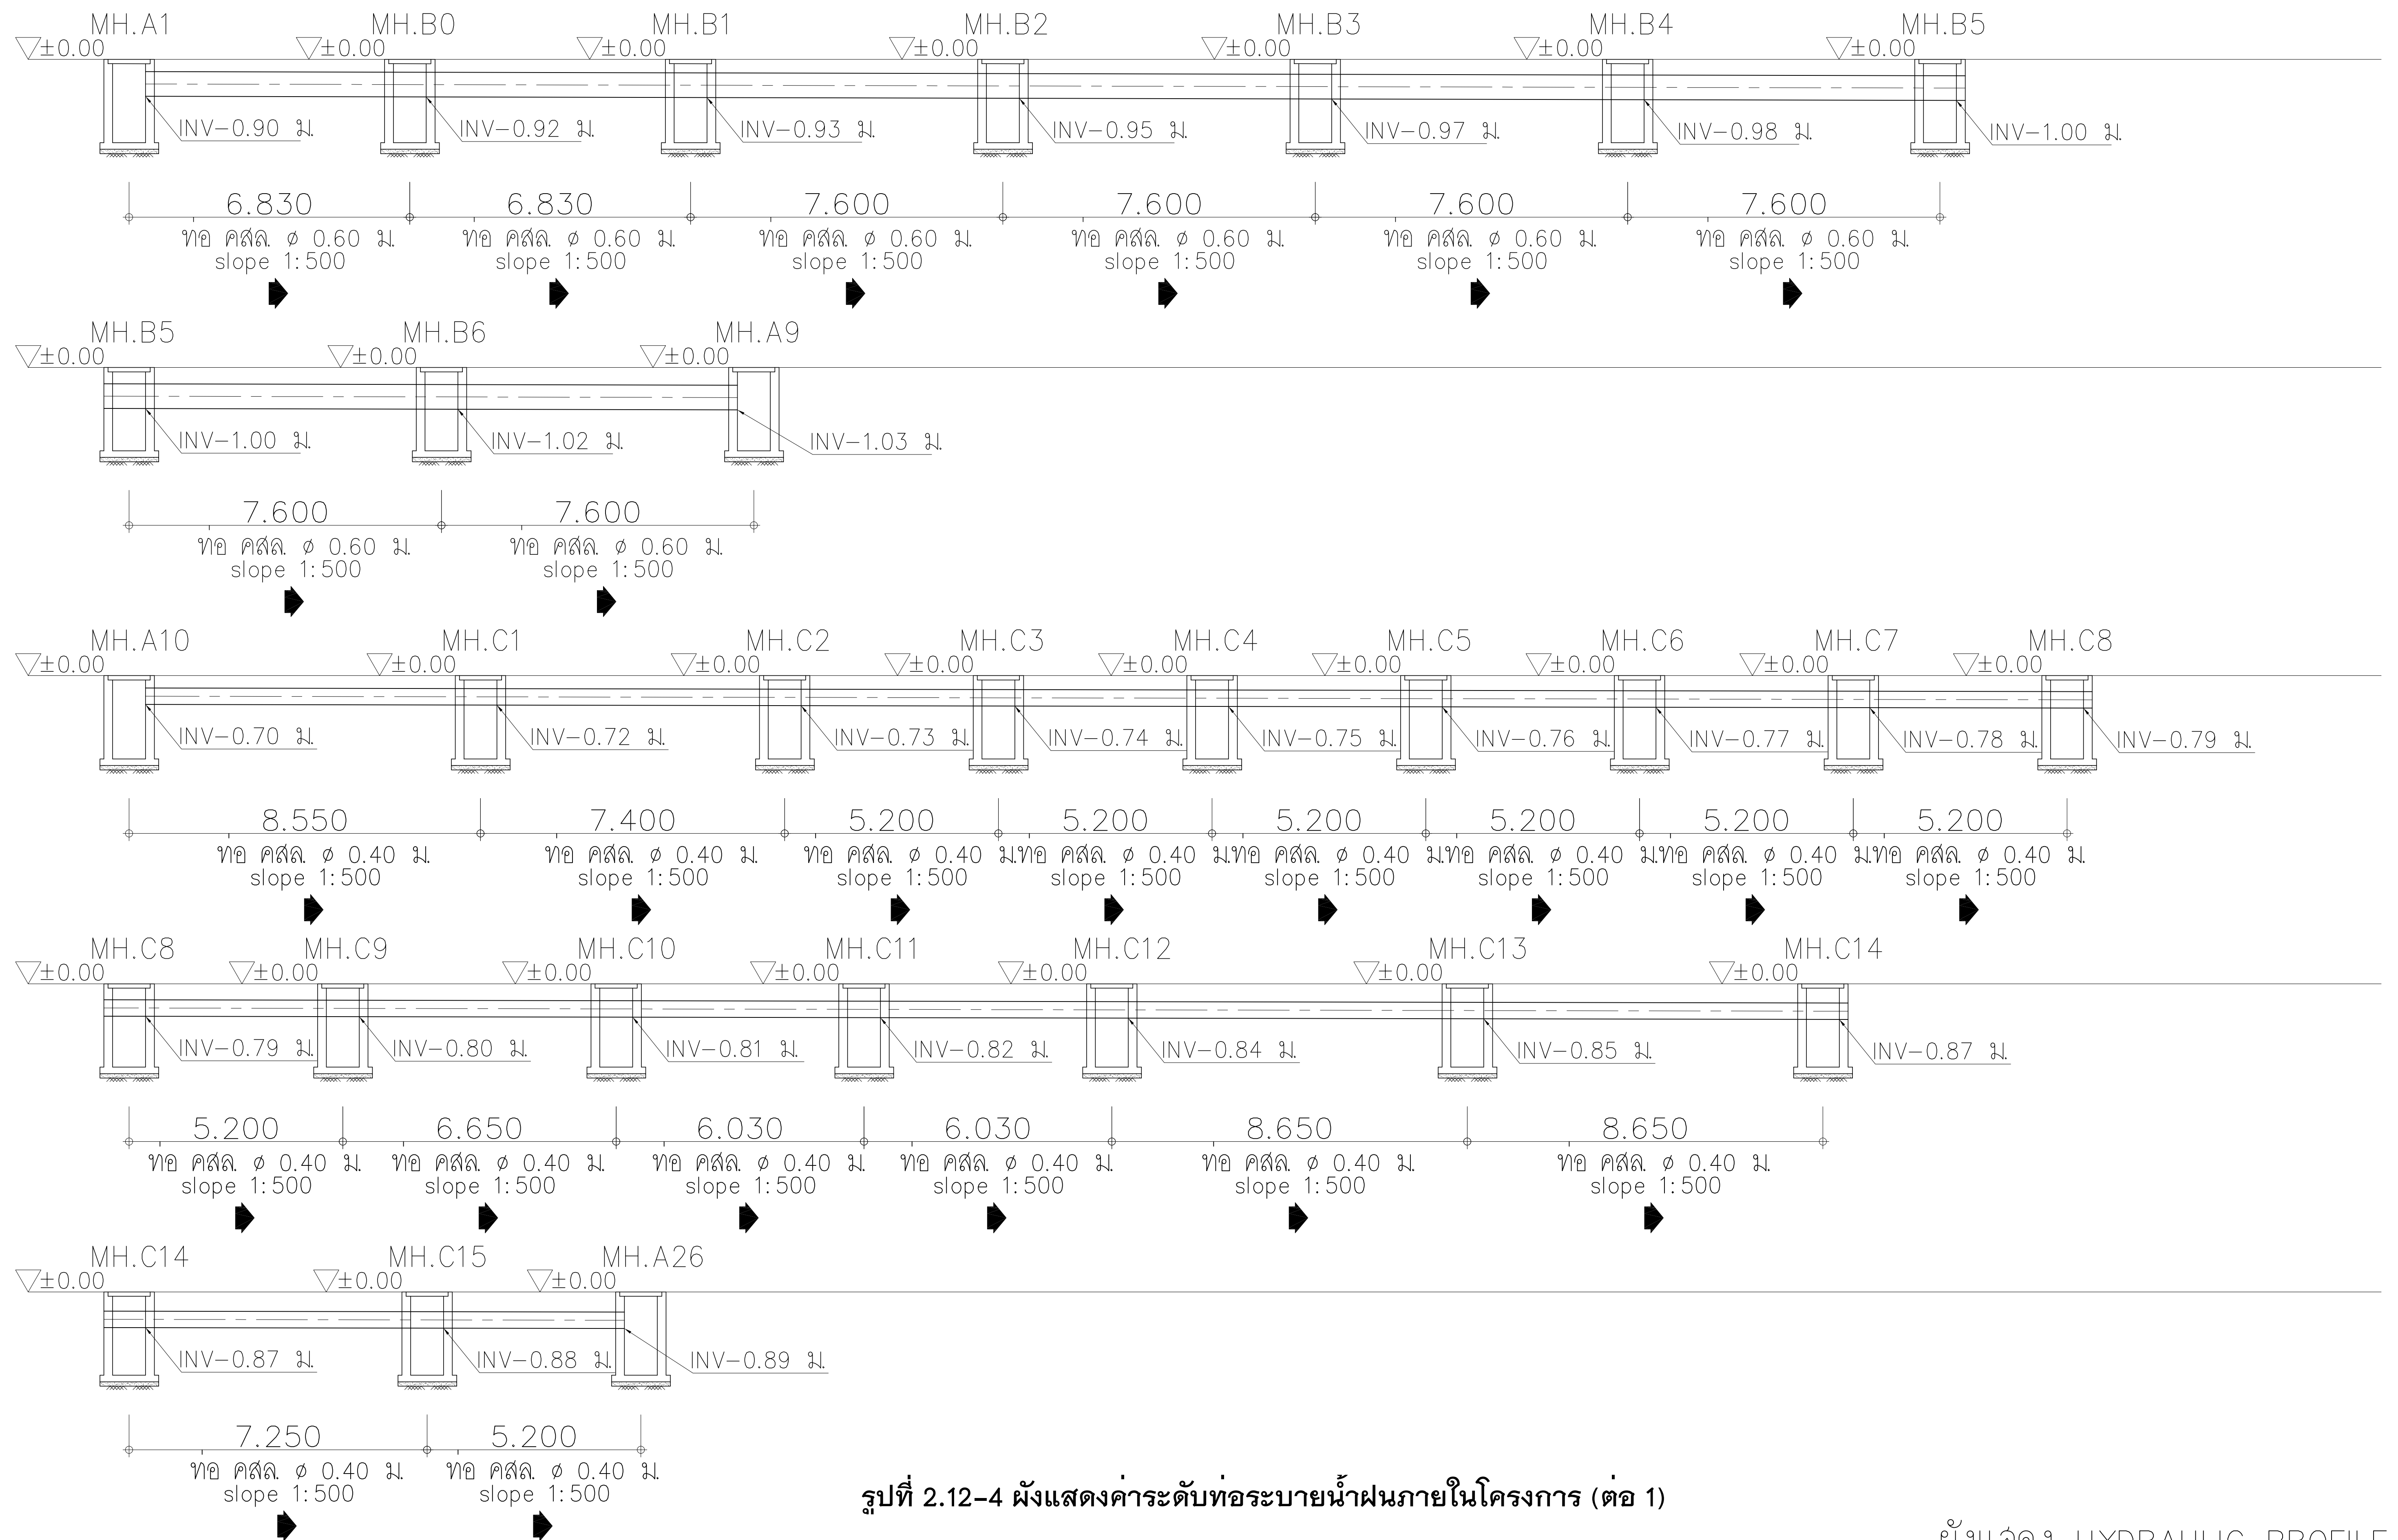 MH.A1 MH.B0 MH.B1 MH.B2 MH.B3 MH.B4 MH.B5
±0.00 ±0.00 ±0.00 ±0.00 ±0.00 ±0.00 ±0.00
INV-0.90 ม. INV-0.92 ม. INV-0.93 ม. INV-0.95 ม. INV-0.97 ม. INV-0.98 ม. INV-1.00 ม.
6.830 6.830 7.600 7.600 7.600 7.600
ทอ คสล. ø 0.60 ม. ทอ คสล. ø 0.60 ม. ทอ คสล. ø 0.60 ม. ทอ คสล. ø 0.60 ม. ทอ คสล. ø 0.60 ม. ทอ คสล. ø 0.60 ม.
slope 1:500 slope 1:500 slope 1:500 slope 1:500 slope 1:500 slope 1:500
MH.B5 MH.B6 MH.A9
±0.00 ±0.00 ±0.00
INV-1.00 ม. INV-1.02 ม. INV-1.03 ม.
7.600 7.600
ทอ คสล. ø 0.60 ม. ทอ คสล. ø 0.60 ม.
slope 1:500 slope 1:500
MH.A10 MH.C1 MH.C2 MH.C3 MH.C4 MH.C5 MH.C6 MH.C7 MH.C8
±0.00 ±0.00 ±0.00 ±0.00 ±0.00 ±0.00 ±0.00 ±0.00 ±0.00
INV-0.70 ม. INV-0.72 ม. INV-0.73 ม. INV-0.74 ม. INV-0.75 ม. INV-0.76 ม. INV-0.77 ม. INV-0.78 ม. INV-0.79 ม.
8.550 7.400 5.200 5.200 5.200 5.200 5.200 5.200
ทอ คสล. ø 0.40 ม. ทอ คสล. ø 0.40 ม. ทอ คสล. ø 0.40 ม. ทอ คสล. ø 0.40 ม. ทอ คสล. ø 0.40 ม. ทอ คสล. ø 0.40 ม. ทอ คสล. ø 0.40 ม. ทอ คสล. ø 0.40 ม.
slope 1:500 slope 1:500 slope 1:500 slope 1:500 slope 1:500 slope 1:500 slope 1:500 slope 1:500
MH.C8 MH.C9 MH.C10 MH.C11 MH.C12 MH.C13 MH.C14
±0.00 ±0.00 ±0.00 ±0.00 ±0.00 ±0.00 ±0.00
INV-0.79 ม. INV-0.80 ม. INV-0.81 ม. INV-0.82 ม. INV-0.84 ม. INV-0.85 ม. INV-0.87 ม.
5.200 6.650 6.030 6.030 8.650 8.650
ทอ คสล. ø 0.40 ม. ทอ คสล. ø 0.40 ม. ทอ คสล. ø 0.40 ม. ทอ คสล. ø 0.40 ม. ทอ คสล. ø 0.40 ม. ทอ คสล. ø 0.40 ม.
slope 1:500 slope 1:500 slope 1:500 slope 1:500 slope 1:500 slope 1:500
MH.C14 MH.C15 MH.A26
±0.00 ±0.00 ±0.00
INV-0.87 ม. INV-0.88 ม. INV-0.89 ม.
7.250 5.200
ทอ คสล. ø 0.40 ม. ทอ คสล. ø 0.40 ม.
slope 1:500 slope 1:500
รูปที่ 2.12-4 ผังแสดงค่าระดับท่อระบายน้ำฝนภายในโครงการ (ต่อ 1)
ผังแสดง HYDRAULIC PROFILE